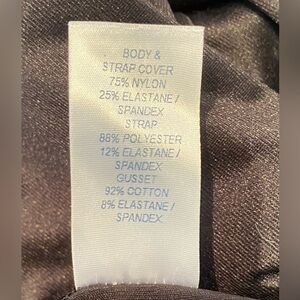 BODY &
STRAP COVER
75% NYLON
25% ELASTANE /
SPANDEX
STRAP
88% POLYESTER
12% ELASTANE /
SPANDEX
GUSSET
92% COTTON
8% ELASTANE /
SPANDEX